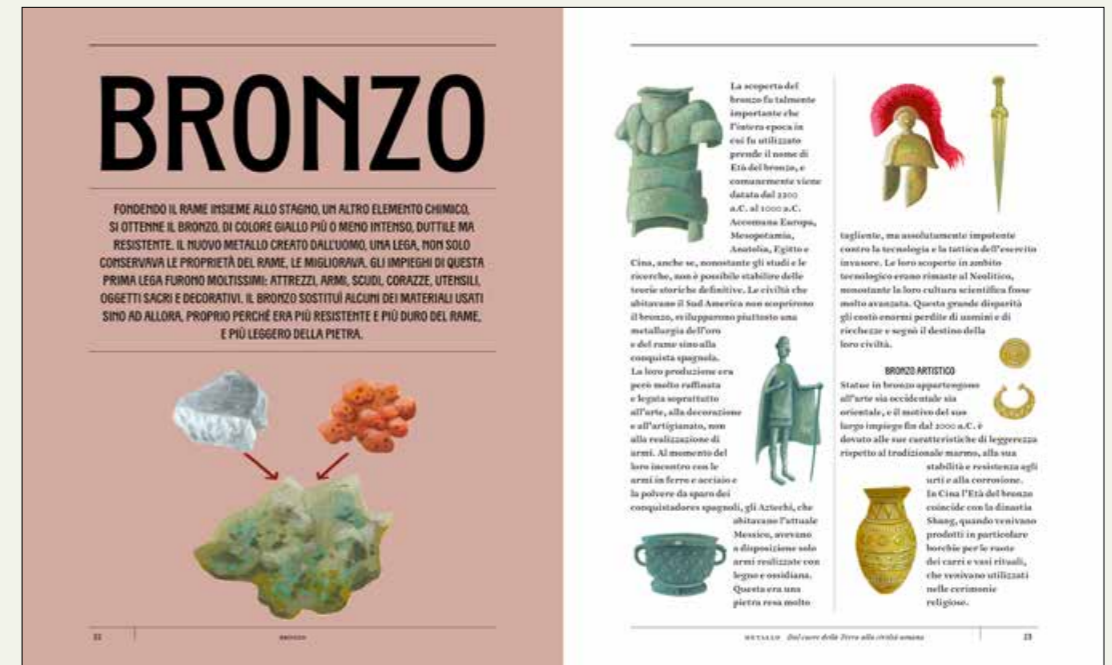 BRONZO
FONDENDO IL RAME INSIEME ALLO STAGNO, UN ALTRO ELEMENTO CHIMICO,
SI OTTENNE IL BRONZO, DI COLORE GIALLO PIÙ O MENO INTENSO, DUTTILE MA
RESISTENTE. IL NUOVO METALLO CREATO DALL'UOMO, UNA LEGA, NON SOLO
CONSERVAVA LE PROPRIETÀ DEL RAME, LE MIGLIORAVA. GLI IMPIEGHI DI QUESTA
PRIMA LEGA FURONO MOLTISSIMI: ATTREZZI, ARMI, SCUDI, CORAZZE, UTENSILI,
OGGETTI SACRI E DECORATIVI. IL BRONZO SOSTITUÌ ALCUNI DEI MATERIALI USATI
SINO AD ALLORA, PROPRIO PERCHÉ ERA PIÙ RESISTENTE E PIÙ DURO DEL RAME,
E PIÙ LEGGERO DELLA PIETRA.
BRONZO
La scoperta del
bronzo fu talmente
importante che
l'intera epoca in
cui fu utilizzato
prende il nome di
Età del bronzo, e
comunemente viene
datata dal
a.C. al 1000 a.C.
Accomuna Europa,
Mesopotamia,
Anatolia, Egitto e
Cina, anche se, nonostante gli studi e le
ricerche, non è possibile stabilire delle
teorie storiche definitive. Le civiltà che
abitavano il Sud America non scoprirono
il bronzo, svilupparono piuttosto una
metallurgia dell'oro
e del rame sino alla
conquista spagnola.
La loro produzione era
però molto raffinata
e legata soprattutto
all'arte, alla decorazione
e all'artigianato, non
alla realizzazione di
armi. Al momento del
loro incontro con le
armi in ferro e acciaio e
la polvere da sparo dei
conquistadores spagnoli, gli Aztechi, che
abitavano l'attuale
Messico, avevano
a disposizione solo
armi realizzate con
legno e ossidiana.
Questa era una
pietra resa molto
tagliente, ma assolutamente impotente
contro la tecnologia e la tattica dell'esercito
invasore. Le loro scoperte in ambito
tecnologico erano rimaste al Neolitico,
nonostante la loro cultura scientifica fosse
molto avanzata. Questa grande disparità
gli costò enormi perdite di uomini e di
ricchezze e segnò il destino della
loro civiltà.
BRONZO ARTISTICO
Statue in bronzo appartengono
all'arte sia occidentale sia
orientale, e il motivo del suo
largo impiego fin dal 2000 a.C. è
dovuto alle sue caratteristiche di leggerezza
rispetto al tradizionale marmo, alla sua
stabilità e resistenza agli
urti e alla corrosione.
In Cina l'Età del bronzo
coincide con la dinastia
Shang, quando venivano
prodotti in particolare
borchie per le ruote
dei carri e vasi rituali,
che venivano utilizzati
nelle cerimonie
religiose.
METALLO Dal cuore della Terra alla civiltà umana